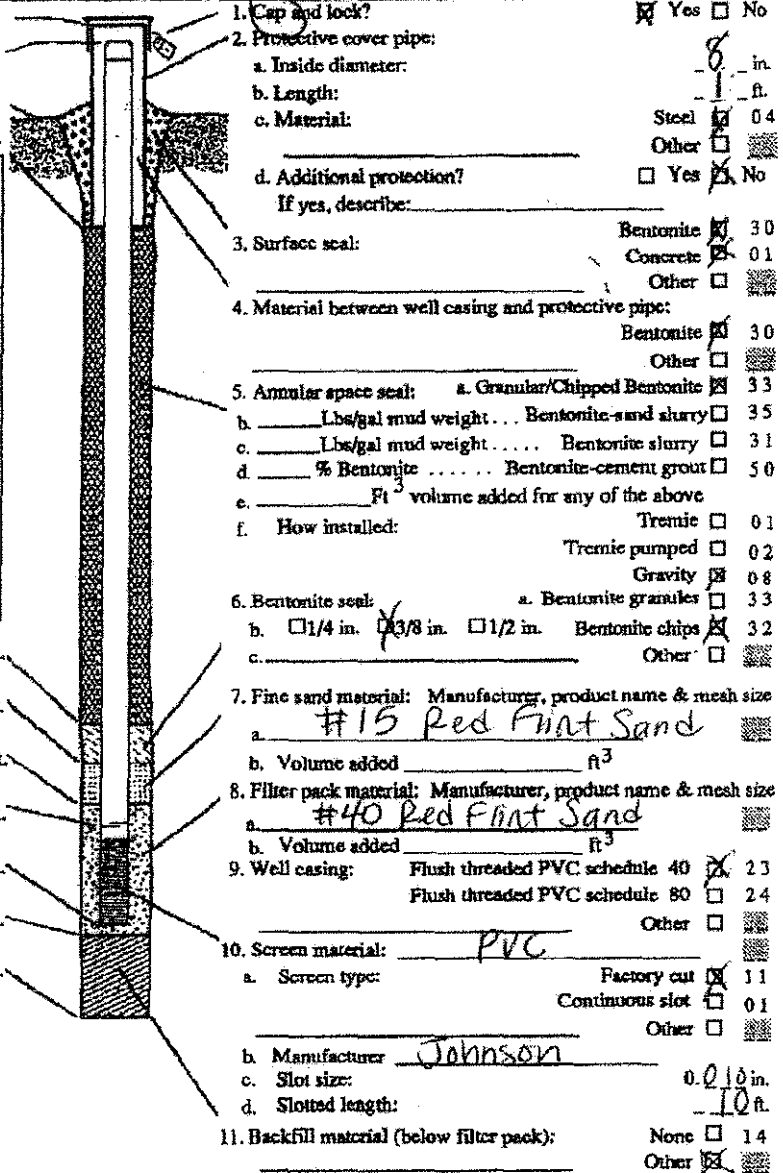 1. Cap and lock? ☒ Yes ☐ No
2. Protective cover pipe:
a. Inside diameter: 8 in.
b. Length: 1 ft.
c. Material: Steel ☒ 04
Other ☐
d. Additional protection? ☐ Yes ☒ No
If yes, describe:
3. Surface seal: Bentonite ☒ 30
Concrete ☒ 01
Other ☐
4. Material between well casing and protective pipe:
Bentonite ☒ 30
Other ☐
5. Annular space seal: a. Granular/Chipped Bentonite ☒ 33
b. ______Lbs/gal mud weight... Bentonite-sand slurry ☐ 35
c. ______Lbs/gal mud weight..... Bentonite slurry ☐ 31
d. ______% Bentonite ...... Bentonite-cement grout ☐ 50
e. ______Ft³ volume added for any of the above
f. How installed: Tremie ☐ 01
Tremie pumped ☐ 02
Gravity ☒ 08
6. Bentonite seal: a. Bentonite granules ☐ 33
b. ☐1/4 in. ☒3/8 in. ☐1/2 in. Bentonite chips ☒ 32
c. ______ Other ☐
7. Fine sand material: Manufacturer, product name & mesh size
a. #15 Red Flint Sand
b. Volume added ______ ft³
8. Filter pack material: Manufacturer, product name & mesh size
a. #40 Red Flint Sand
b. Volume added ______ ft³
9. Well casing: Flush threaded PVC schedule 40 ☒ 23
Flush threaded PVC schedule 80 ☐ 24
Other ☐
10. Screen material: PVC
a. Screen type: Factory cut ☒ 11
Continuous slot ☐ 01
Other ☐
b. Manufacturer Johnson
c. Slot size: 0.010 in.
d. Slotted length: 10 ft.
11. Backfill material (below filter pack): None ☐ 14
Other ☒